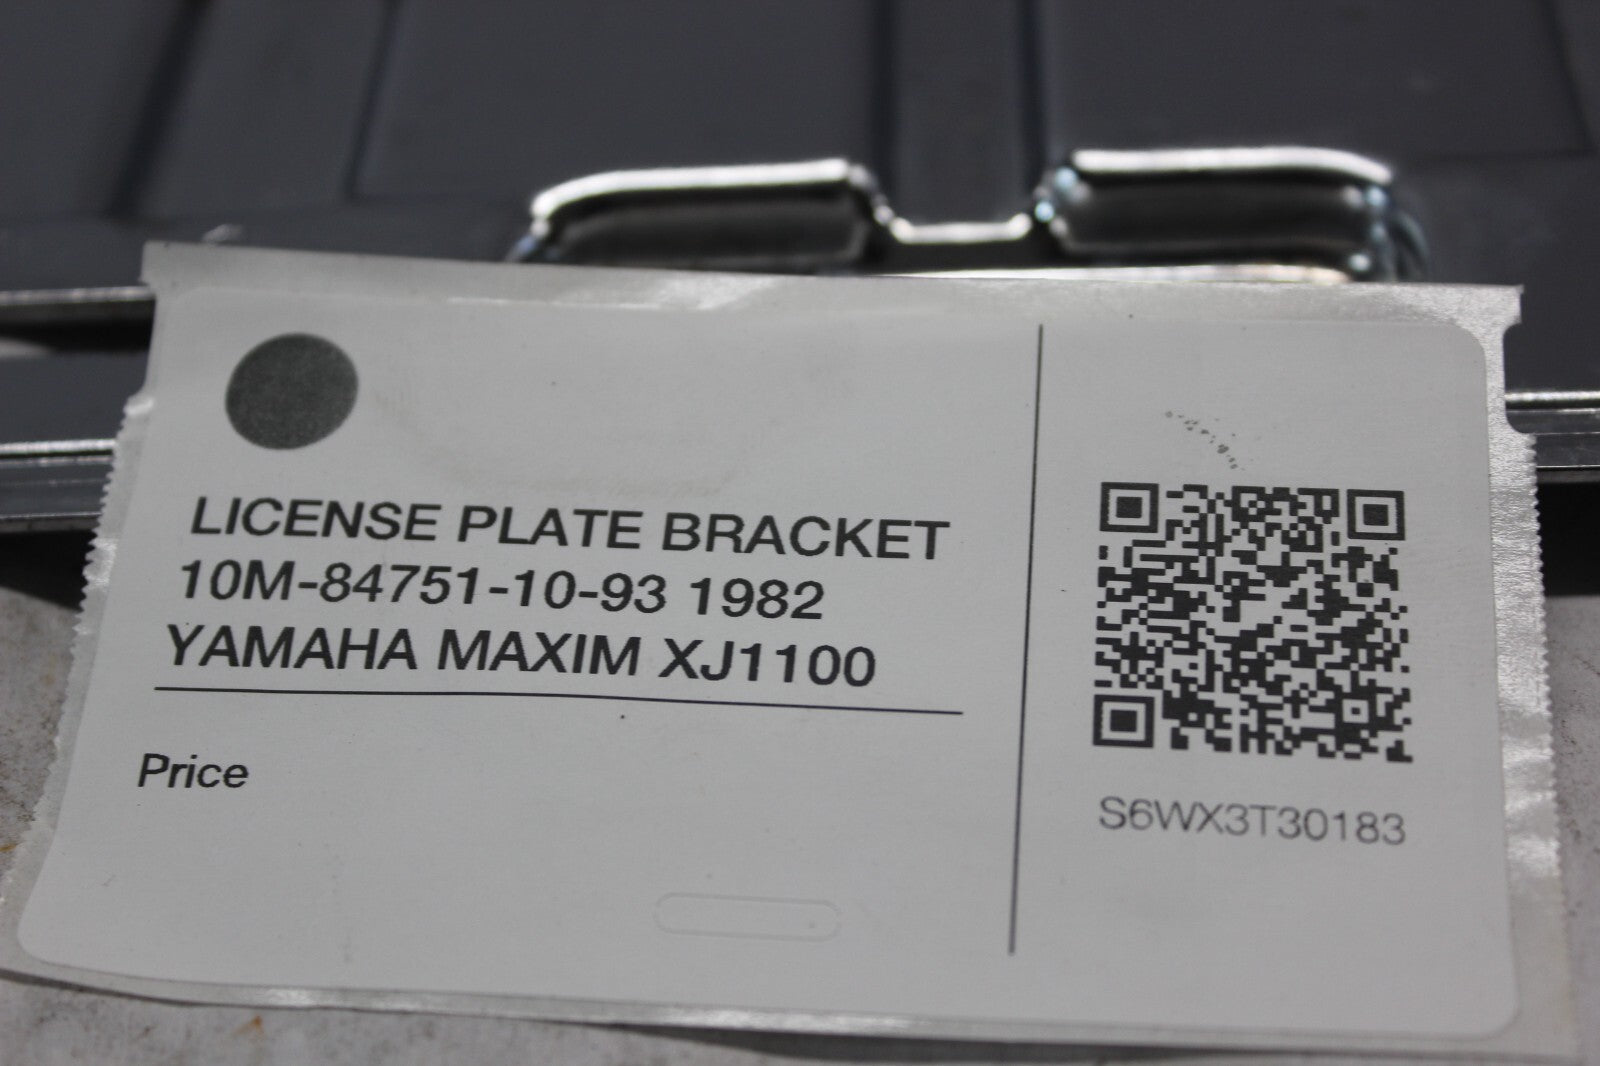 LICENSE PLATE BRACKET
10M-84751-10-93 1982
YAMAHA MAXIM XJ1100
Price
S6WX3T30183